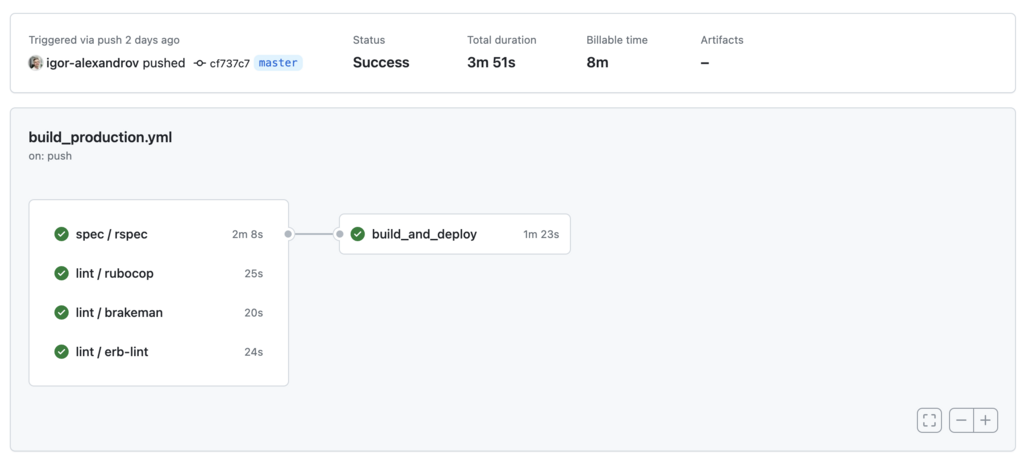 Triggered via push 2 days ago
igor-alexandrov pushed cf737c7 master
Status
Success
Total duration
3m 51s
Billable time
8m
Artifacts
–
build_production.yml
on: push
spec / rspec 2m 8s
lint / rubocop 25s
lint / brakeman 20s
lint / erb-lint 24s
build_and_deploy 1m 23s